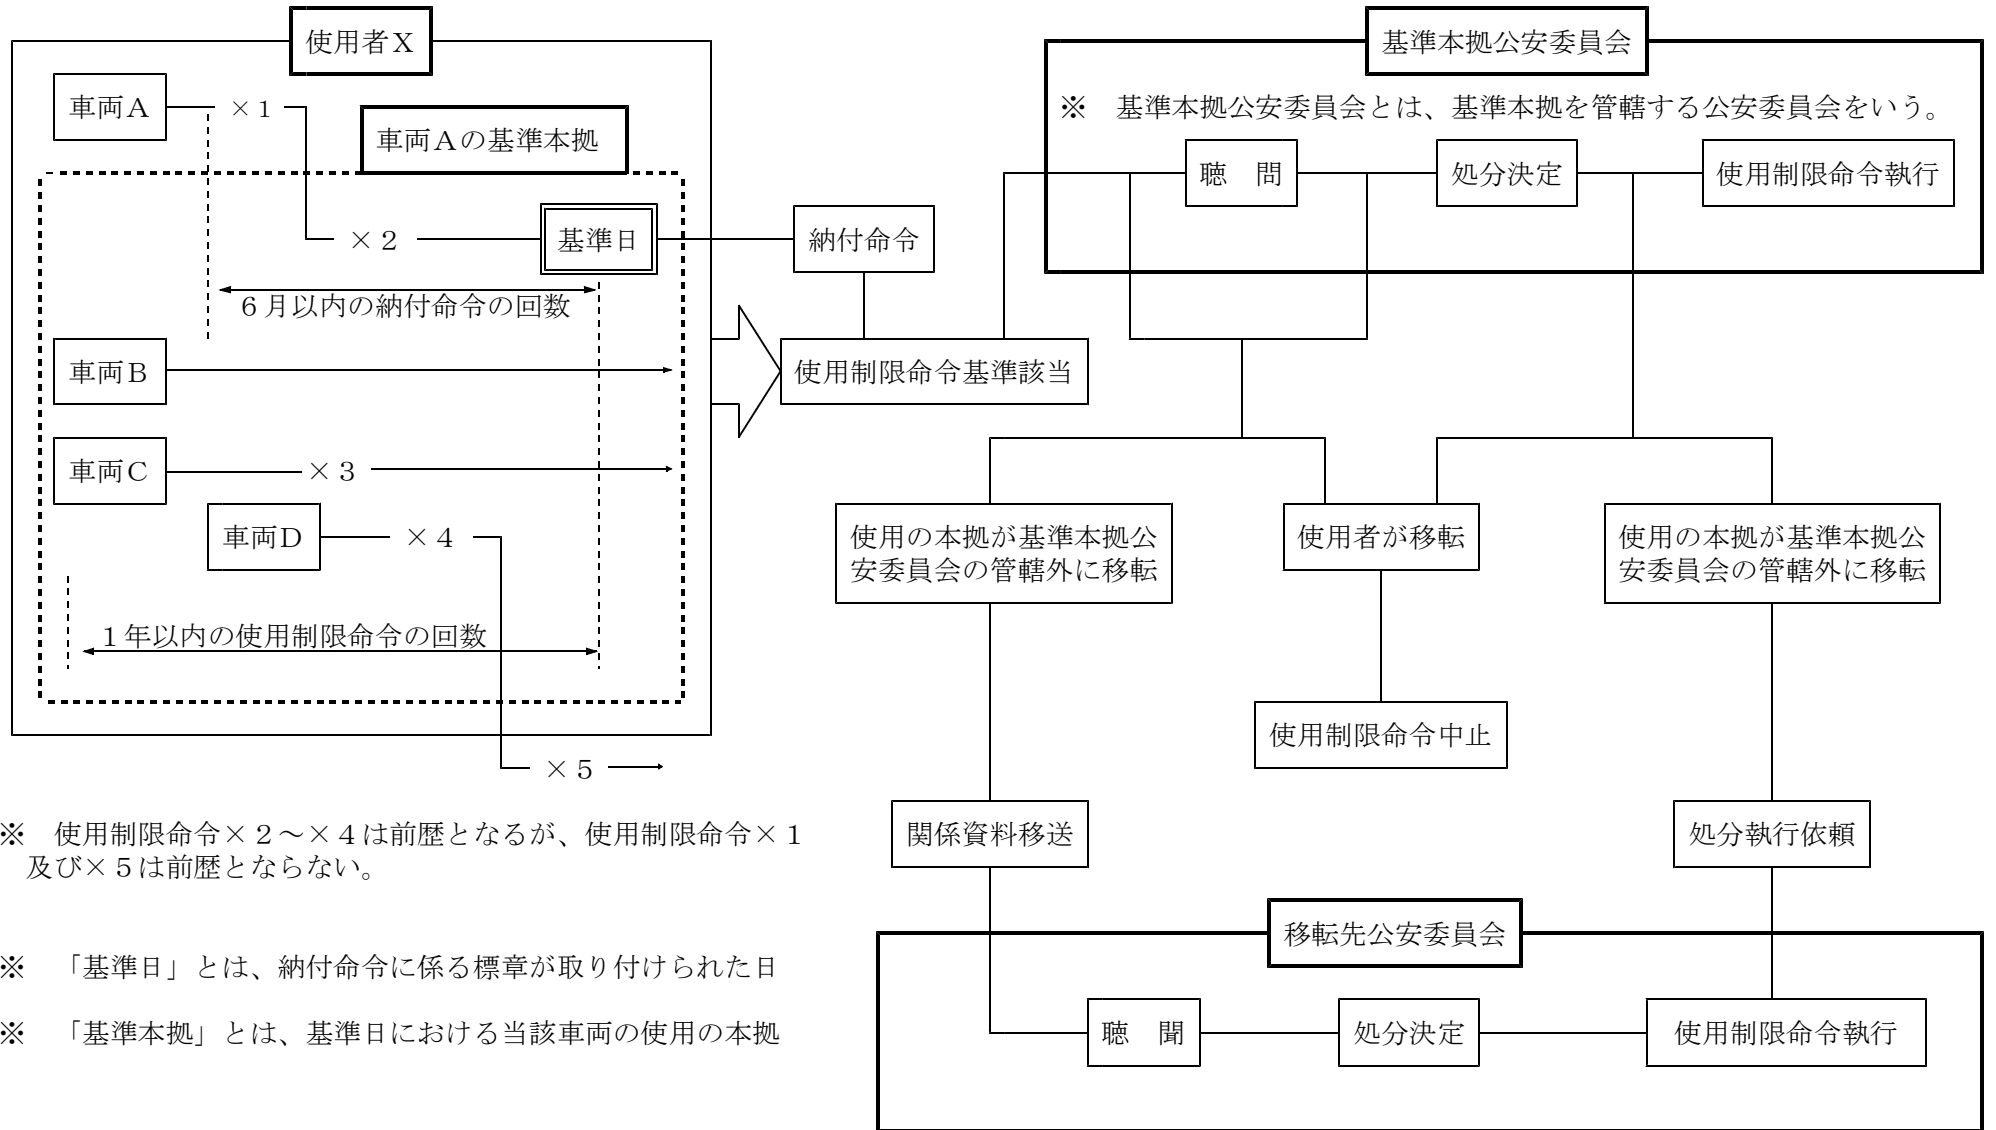 使用者Ｘ
車両Ａ
×１
車両Ａの基準本拠
×２
基準日
６月以内の納付命令の回数
車両Ｂ
車両Ｃ
×３
車両Ｄ
×４
１年以内の使用制限命令の回数
×５
※　使用制限命令×２～×４は前歴となるが、使用制限命令×１
及び×５は前歴とならない。
※　「基準日」とは、納付命令に係る標章が取り付けられた日
※　「基準本拠」とは、基準日における当該車両の使用の本拠
納付命令
使用制限命令基準該当
基準本拠公安委員会
※　基準本拠公安委員会とは、基準本拠を管轄する公安委員会をいう。
聴　問
処分決定
使用制限命令執行
使用の本拠が基準本拠公
安委員会の管轄外に移転
使用者が移転
使用の本拠が基準本拠公
安委員会の管轄外に移転
使用制限命令中止
関係資料移送
処分執行依頼
移転先公安委員会
聴　聞
処分決定
使用制限命令執行